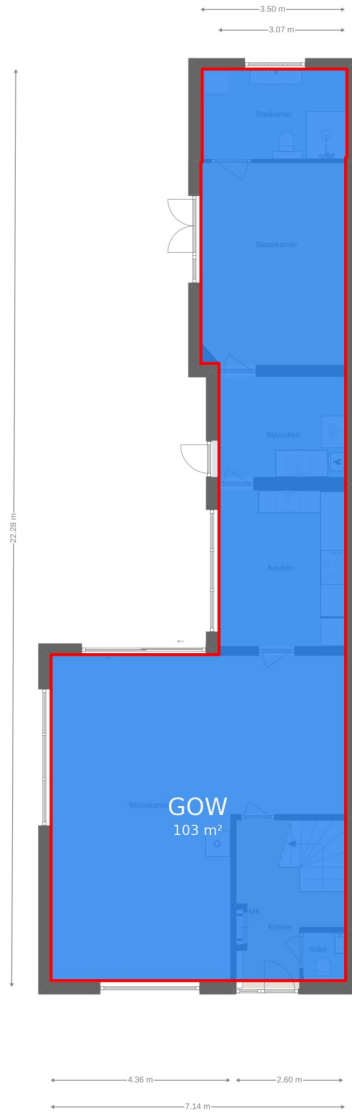 3.50 m
3.07 m
Badkamer
Slaapkamer
Bijkeuken
22.28 m
Keuken
Woonkamer
GOW
103 m²
MK
Entree
Toilet
4.36 m
2.60 m
7.14 m